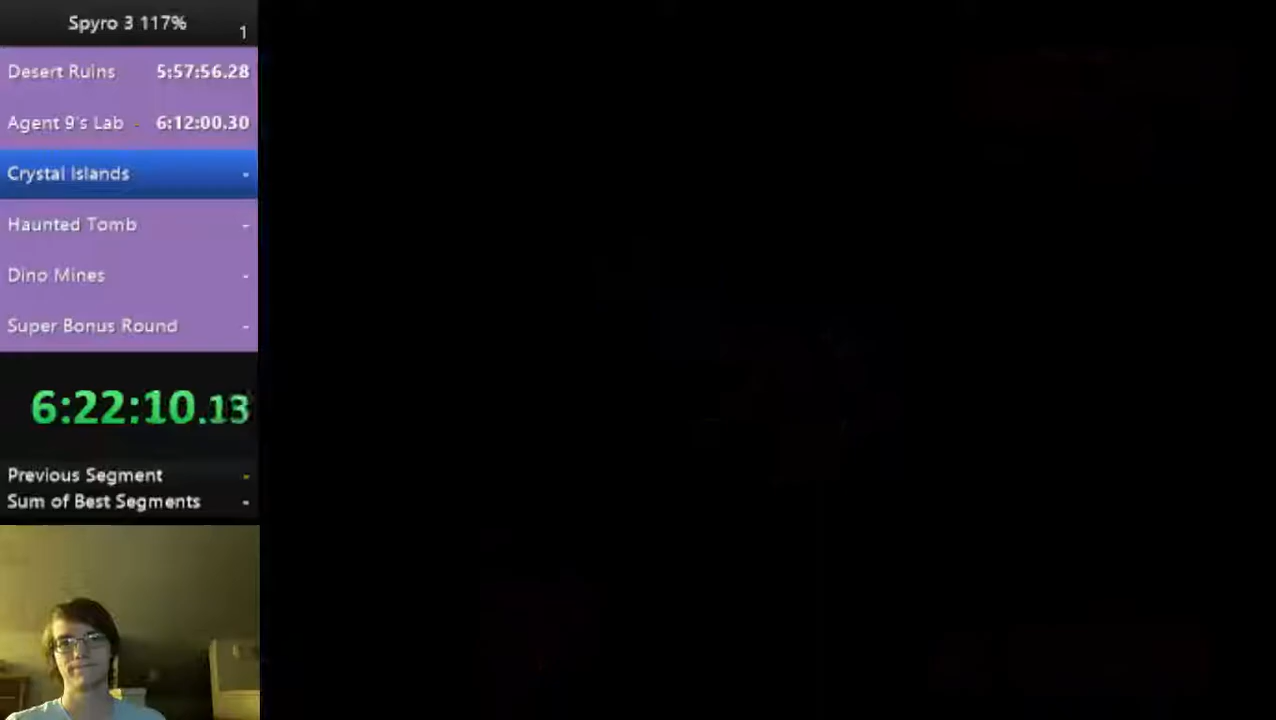 Spyro 3 117%
1
Desert Ruins 5:57:56.28
Agent 9's Lab - 6:12:00.30
Crystal Islands -
Haunted Tomb -
Dino Mines -
Super Bonus Round -
6:22:10.13
Previous Segment -
Sum of Best Segments -